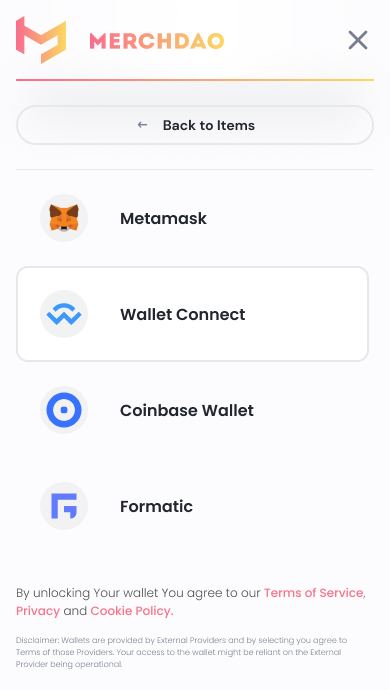 MERCHDAO
← Back to Items
Metamask
Wallet Connect
Coinbase Wallet
Formatic
By unlocking Your wallet You agree to our Terms of Service,
Privacy and Cookie Policy.
Disclaimer: Wallets are provided by External Providers and by selecting you agree to
Terms of those Providers. Your access to the wallet might be reliant on the External
Provider being operational.